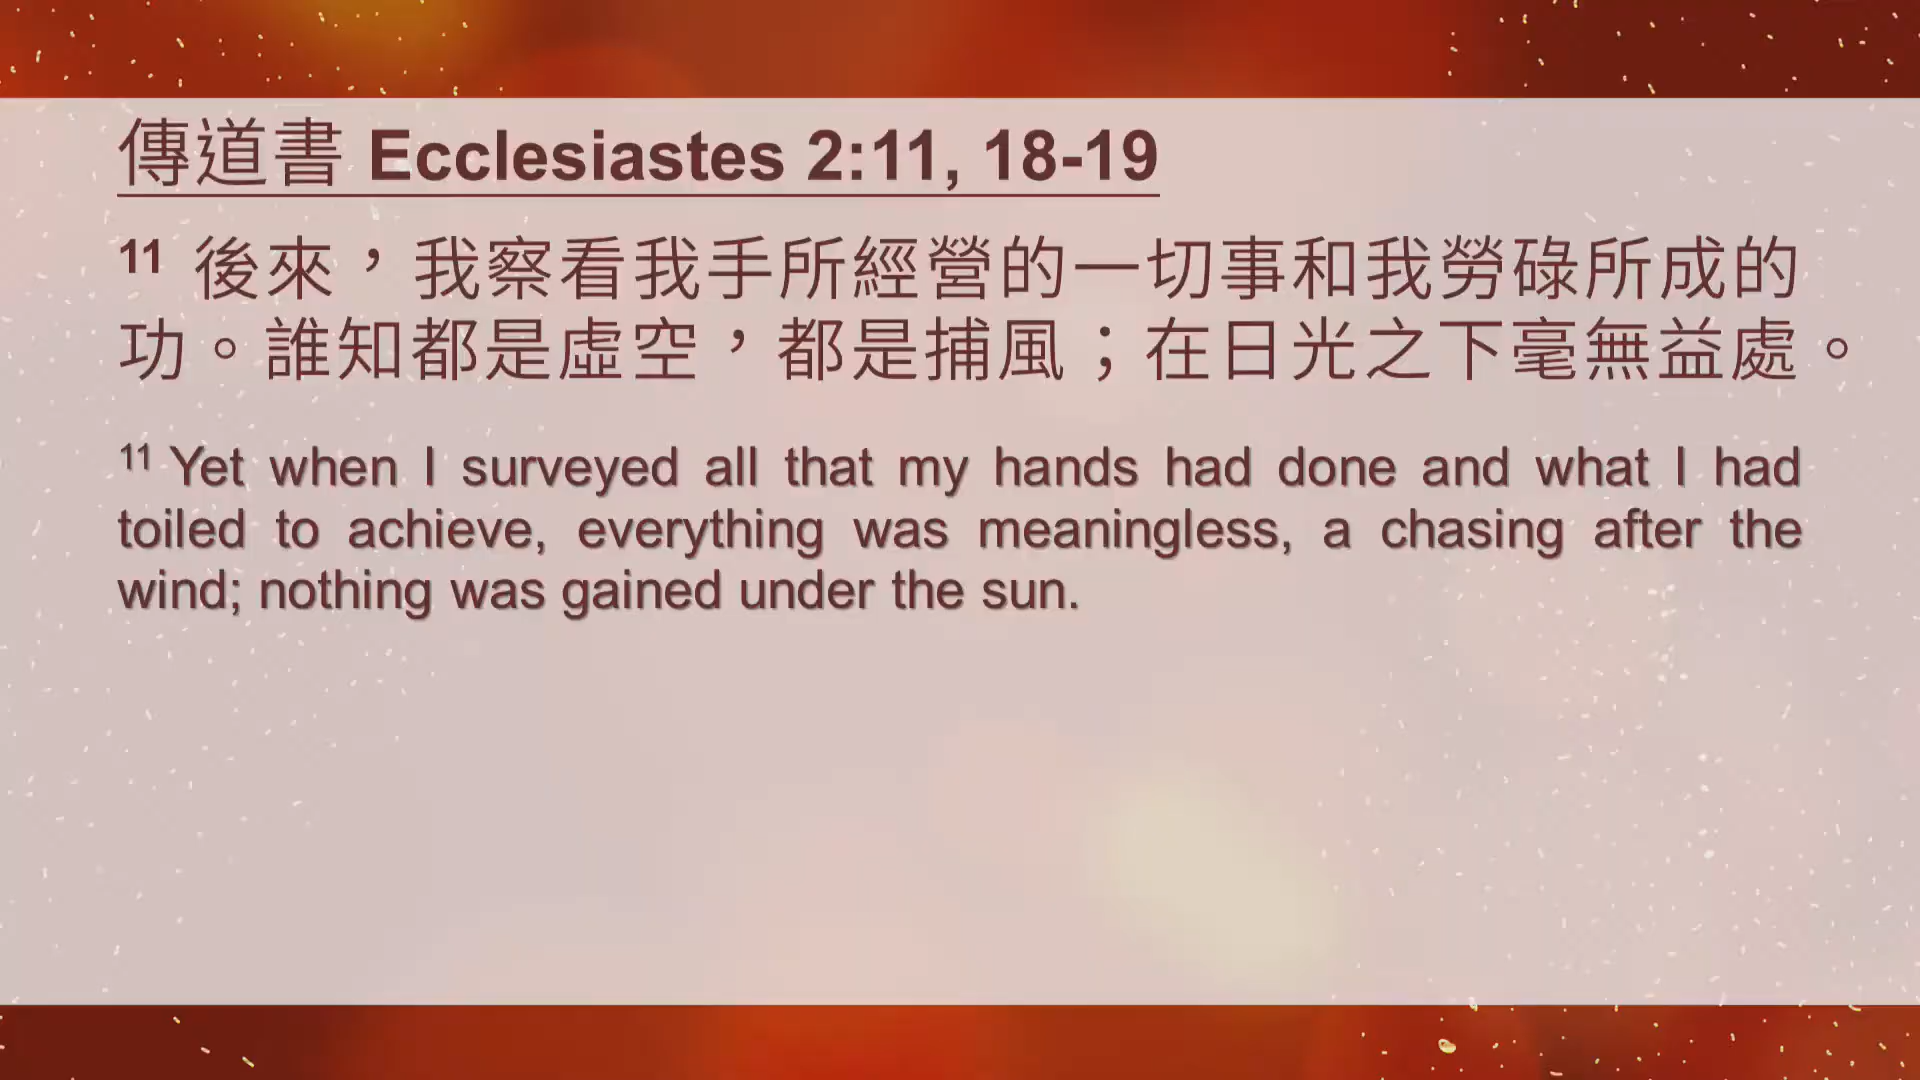 傳道書 Ecclesiastes 2:11, 18-19
11 後來，我察看我手所經營的一切事和我勞碌所成的
功。誰知都是虛空，都是捕風；在日光之下毫無益處。
11 Yet when I surveyed all that my hands had done and what I had
toiled to achieve, everything was meaningless, a chasing after the
wind; nothing was gained under the sun.